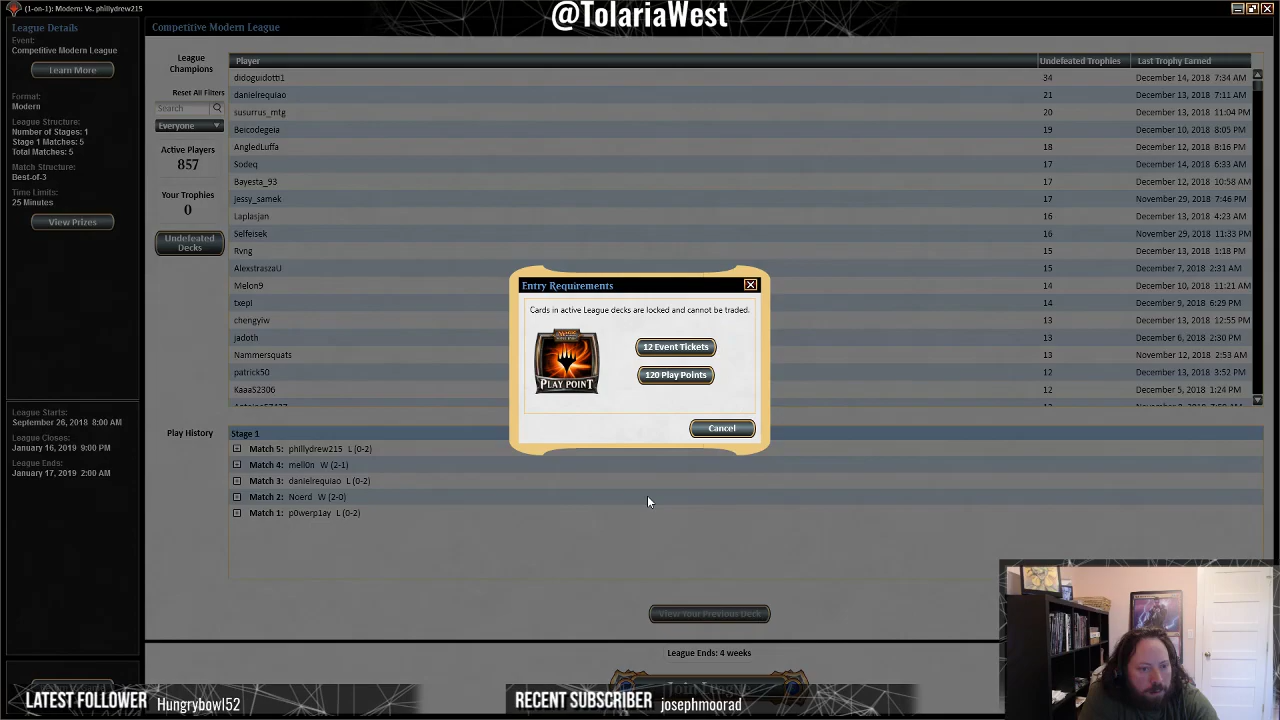 (1-on-1): Modern: Vs. phillydrew215
@TolariaWest
League Details
Event:
Competitive Modern League
Learn More
Format:
Modern
League Structure:
Number of Stages: 1
Stage 1 Matches: 5
Total Matches: 5
Match Structure:
Best-of-3
Time Limits:
25 Minutes
View Prizes
League Starts:
September 26, 2018 8:00 AM
League Closes:
January 16, 2019 9:00 PM
League Ends:
January 17, 2019 2:00 AM
Competitive Modern League
League Champions
Reset All Filters
Search
Everyone
Active Players
857
Your Trophies
0
Undefeated Decks
Player Undefeated Trophies Last Trophy Earned
didoguidotti1 34 December 14, 2018 7:34 AM
danielrequiao 21 December 13, 2018 7:11 AM
susurrus_mtg 20 December 13, 2018 11:04 PM
Beicodegeia 19 December 10, 2018 8:05 PM
AngledLuffa 18 December 12, 2018 8:16 PM
Sodeq 17 December 14, 2018 6:33 AM
Bayesta_93 17 December 12, 2018 10:58 AM
jessy_samek 17 November 29, 2018 7:46 PM
Laplasjan 16 December 13, 2018 4:23 AM
Selfeisek 16 November 29, 2018 11:33 PM
Rvng 15 December 13, 2018 1:18 PM
AlexstraszaU 15 December 7, 2018 2:31 AM
Melon9 14 December 10, 2018 11:21 AM
txepi 14 December 9, 2018 6:29 PM
chengyiw 13 December 14, 2018 12:55 PM
jadoth 13 December 6, 2018 2:30 PM
Nammersquats 13 November 12, 2018 2:53 AM
patrick50 12 December 13, 2018 3:52 PM
Kaaa52306 12 December 5, 2018 1:24 PM
Entry Requirements
Cards in active League decks are locked and cannot be traded.
PLAY POINT
12 Event Tickets
120 Play Points
Cancel
Play History
Stage 1
Match 5: phillydrew215 L (0-2)
Match 4: mell0n W (2-1)
Match 3: danielrequiao L (0-2)
Match 2: Noerd W (2-0)
Match 1: p0werp1ay L (0-2)
View Your Previous Deck
League Ends: 4 weeks
Join League
LATEST FOLLOWER Hungrybowl52
RECENT SUBSCRIBER josephmoorad